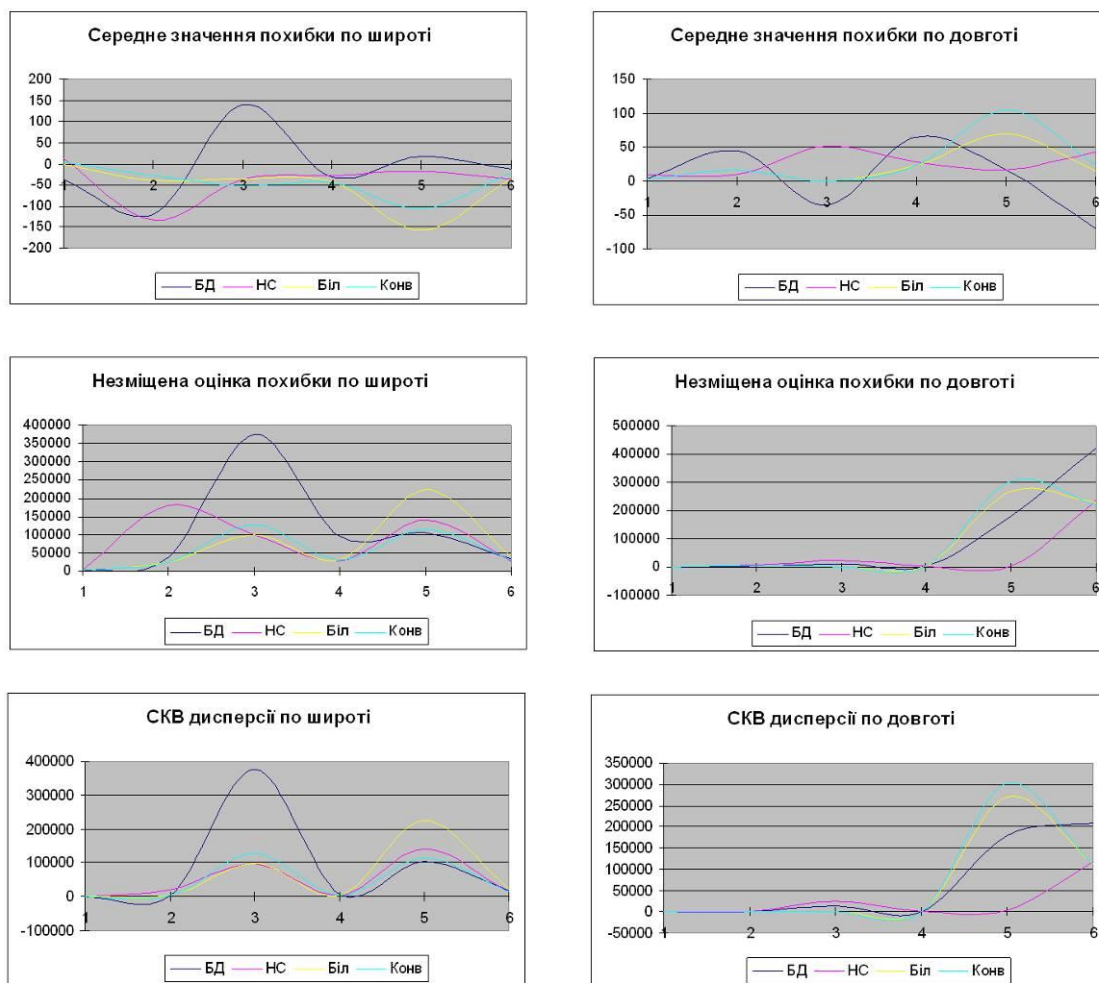 Середне значення похибки по широті
200
150
100
50
0
-50
-100
-150
-200
1 2 3 4 5 6
БД НС Біл Конв
Середне значення похибки по довготі
150
100
50
0
-50
-100
1 2 3 4 5 6
БД НС Біл Конв
Незміщена оцінка похибки по широті
400000
350000
300000
250000
200000
150000
100000
50000
0
1 2 3 4 5 6
БД НС Біл Конв
Незміщена оцінка похибки по довготі
500000
400000
300000
200000
100000
0
-100000
1 2 3 4 5 6
БД НС Біл Конв
СКВ дисперсії по широті
400000
300000
200000
100000
0
-100000
1 2 3 4 5 6
БД НС Біл Конв
СКВ дисперсії по довготі
350000
300000
250000
200000
150000
100000
50000
0
-50000
1 2 3 4 5 6
БД НС Біл Конв